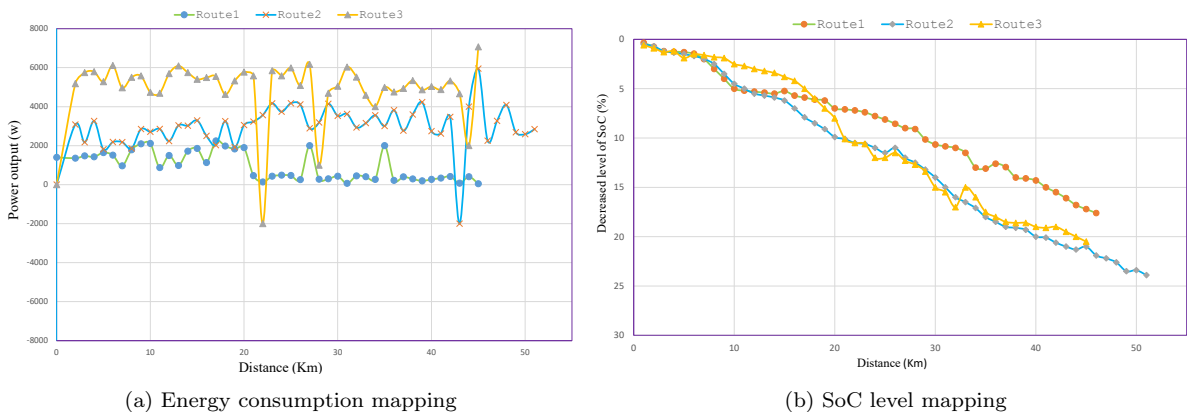 Route1 Route2 Route3
8000
6000
4000
2000
0
-2000
-4000
-6000
-8000
Power output (w)
0 10 20 30 40 50
Distance (Km)
(a) Energy consumption mapping
Route1 Route2 Route3
0
5
10
15
20
25
30
Decreased level of SoC (%)
0 10 20 30 40 50
Distance (Km)
(b) SoC level mapping